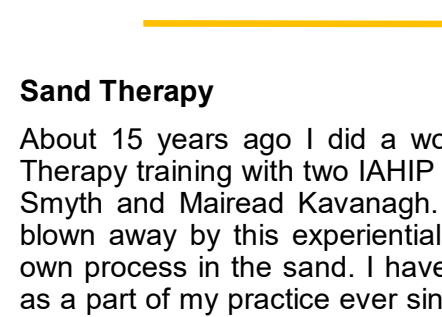 Sand Therapy
About 15 years ago I did a
Therapy training with two IAHIP
Smyth and Mairead Kavanagh.
blown away by this experiential
own process in the sand. I have
as a part of my practice ever